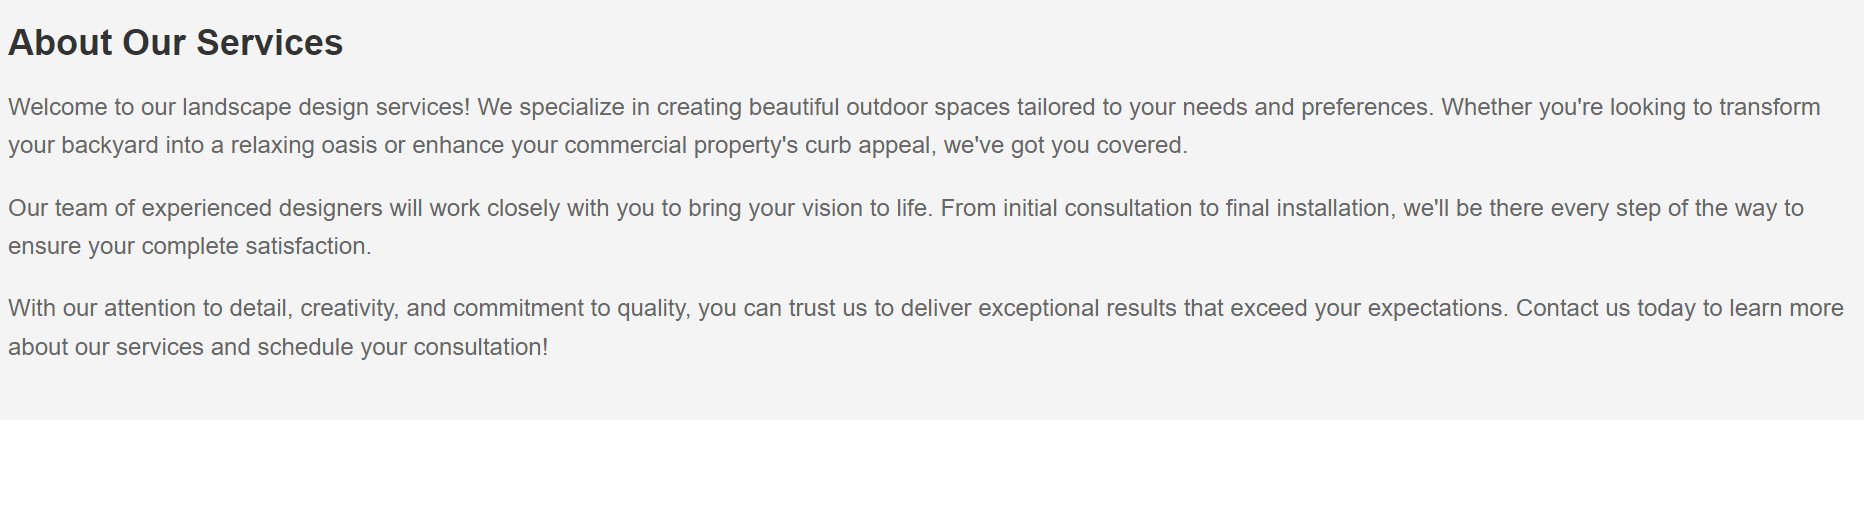 About Our Services
Welcome to our landscape design services! We specialize in creating beautiful outdoor spaces tailored to your needs and preferences. Whether you're looking to transform
your backyard into a relaxing oasis or enhance your commercial property's curb appeal, we've got you covered.
Our team of experienced designers will work closely with you to bring your vision to life. From initial consultation to final installation, we'll be there every step of the way to
ensure your complete satisfaction.
With our attention to detail, creativity, and commitment to quality, you can trust us to deliver exceptional results that exceed your expectations. Contact us today to learn more
about our services and schedule your consultation!